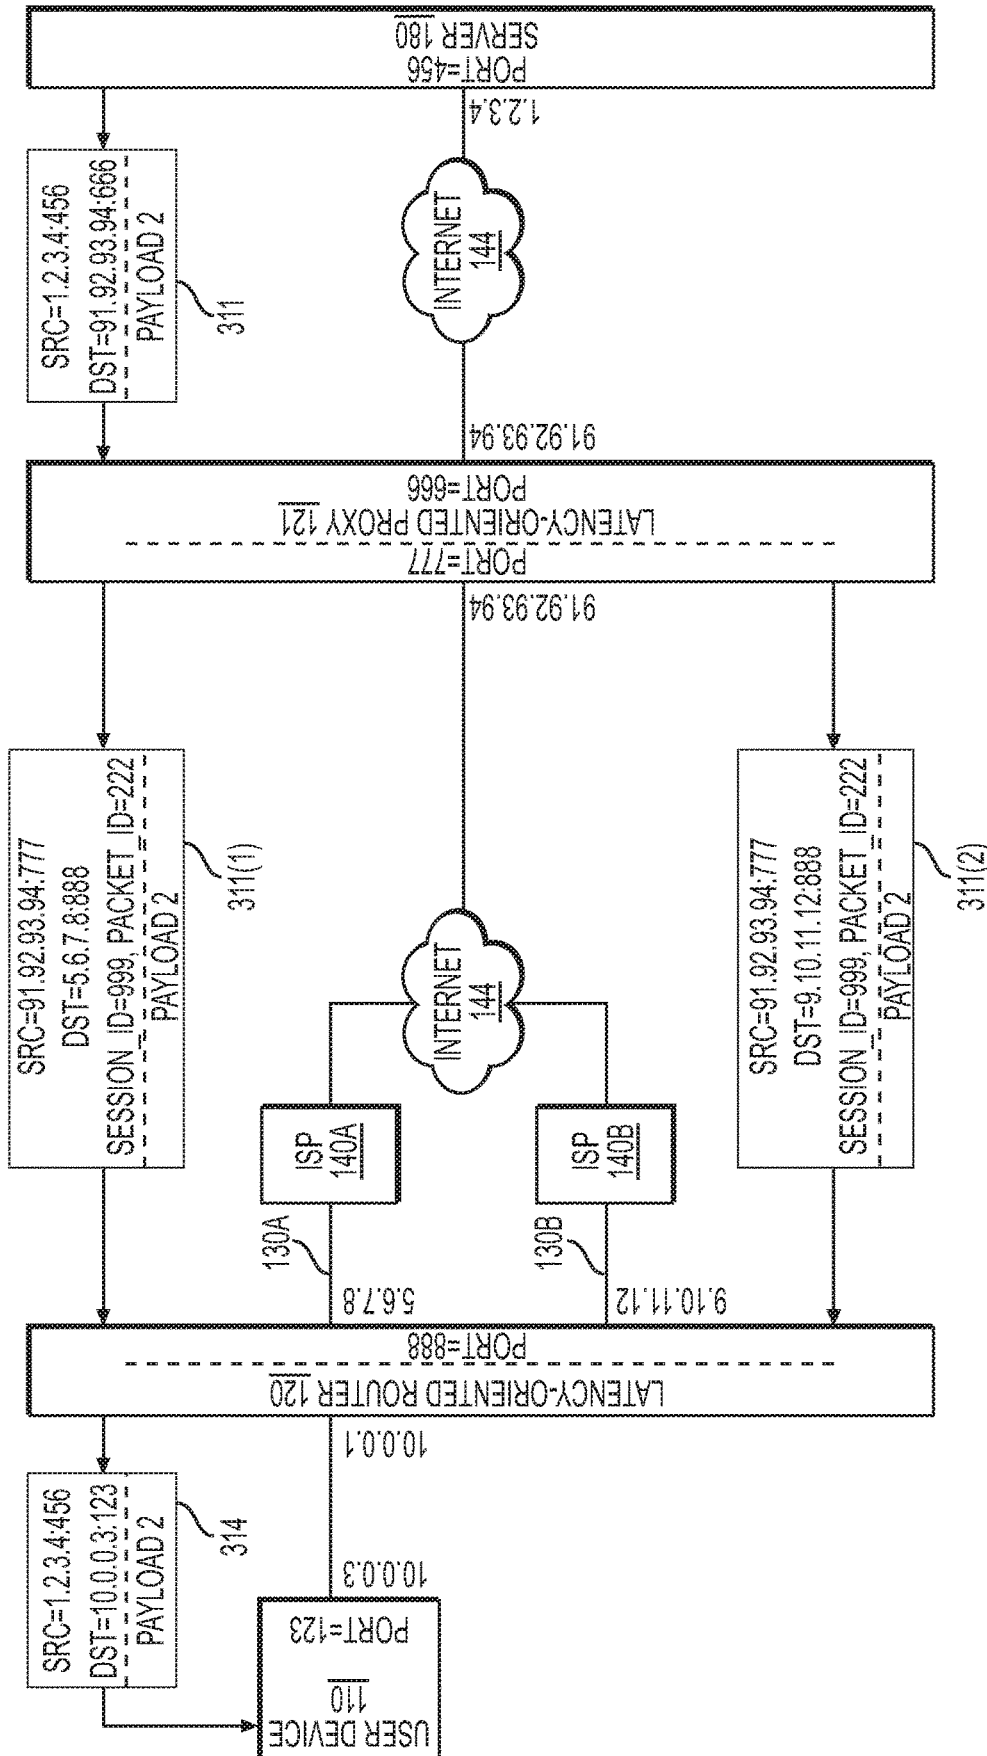 SERVER 180
PORT=456
1.2.3.4
SRC=1.2.3.4:456
DST=91.92.93.94:666
PAYLOAD 2
311
INTERNET
144
91.92.93.94
PORT=666
LATENCY-ORIENTED PROXY 121
PORT=777
91.92.93.94
SRC=91.92.93.94:777
DST=5.6.7.8:888
SESSION_ID=999, PACKET_ID=222
PAYLOAD 2
311(1)
INTERNET
144
SRC=91.92.93.94:777
DST=9.10.11.12:888
SESSION_ID=999, PACKET_ID=222
PAYLOAD 2
311(2)
ISP
140A
ISP
140B
130A
130B
5.6.7.8
9.10.11.12
PORT=888
LATENCY-ORIENTED ROUTER 120
10.0.0.1
SRC=1.2.3.4:456
DST=10.0.0.3:123
PAYLOAD 2
314
10.0.0.3
PORT=123
110
USER DEVICE